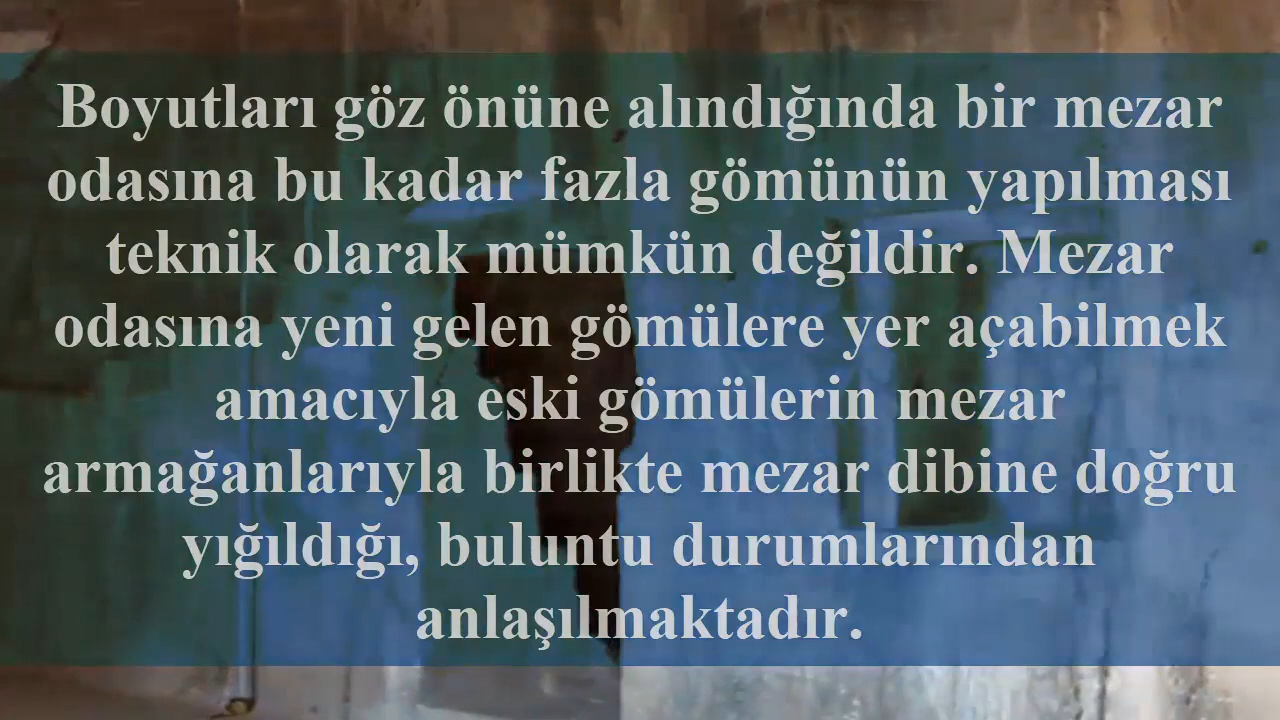 Boyutları göz önüne alındığında bir mezar
odasına bu kadar fazla gömünün yapılması
teknik olarak mümkün değildir. Mezar
odasına yeni gelen gömülere yer açabilmek
amacıyla eski gömülerin mezar
armağanlarıyla birlikte mezar dibine doğru
yığıldığı, buluntu durumlarından
anlaşılmaktadır.